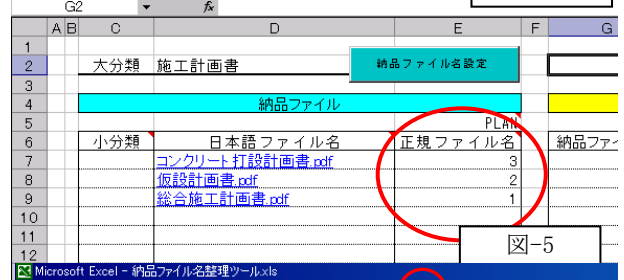 G2 fx
A B C D E F G
1
2 大分類 施工計画書 納品ファイル名設定
3
4 納品ファイル
5 PLAN
6 小分類 日本語ファイル名 正規ファイル名 納品ファイ
7 コンクリート打設計画書.pdf 3
8 仮設計画書.pdf 2
9 総合施工計画書.pdf 1
10
11
12
図-5
Microsoft Excel - 納品ファイル名整理ツール.xls